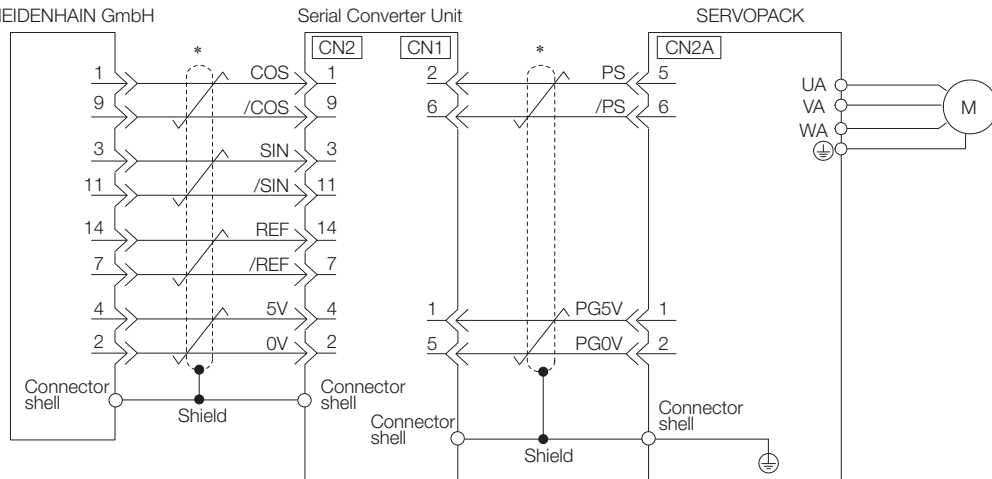 EIDENHAIN GmbH Serial Converter Unit SERVOPACK
* CN2 CN1 * CN2A
1 COS 1 2 PS 5
9 /COS 9 6 /PS 6
UA
VA
WA
M
3 SIN 3
11 /SIN 11
14 REF 14
7 /REF 7
4 5V 4 1 PG5V 1
2 0V 2 5 PG0V 2
Connector
shell
Shield
Connector
shell
Connector
shell
Shield
Connector
shell